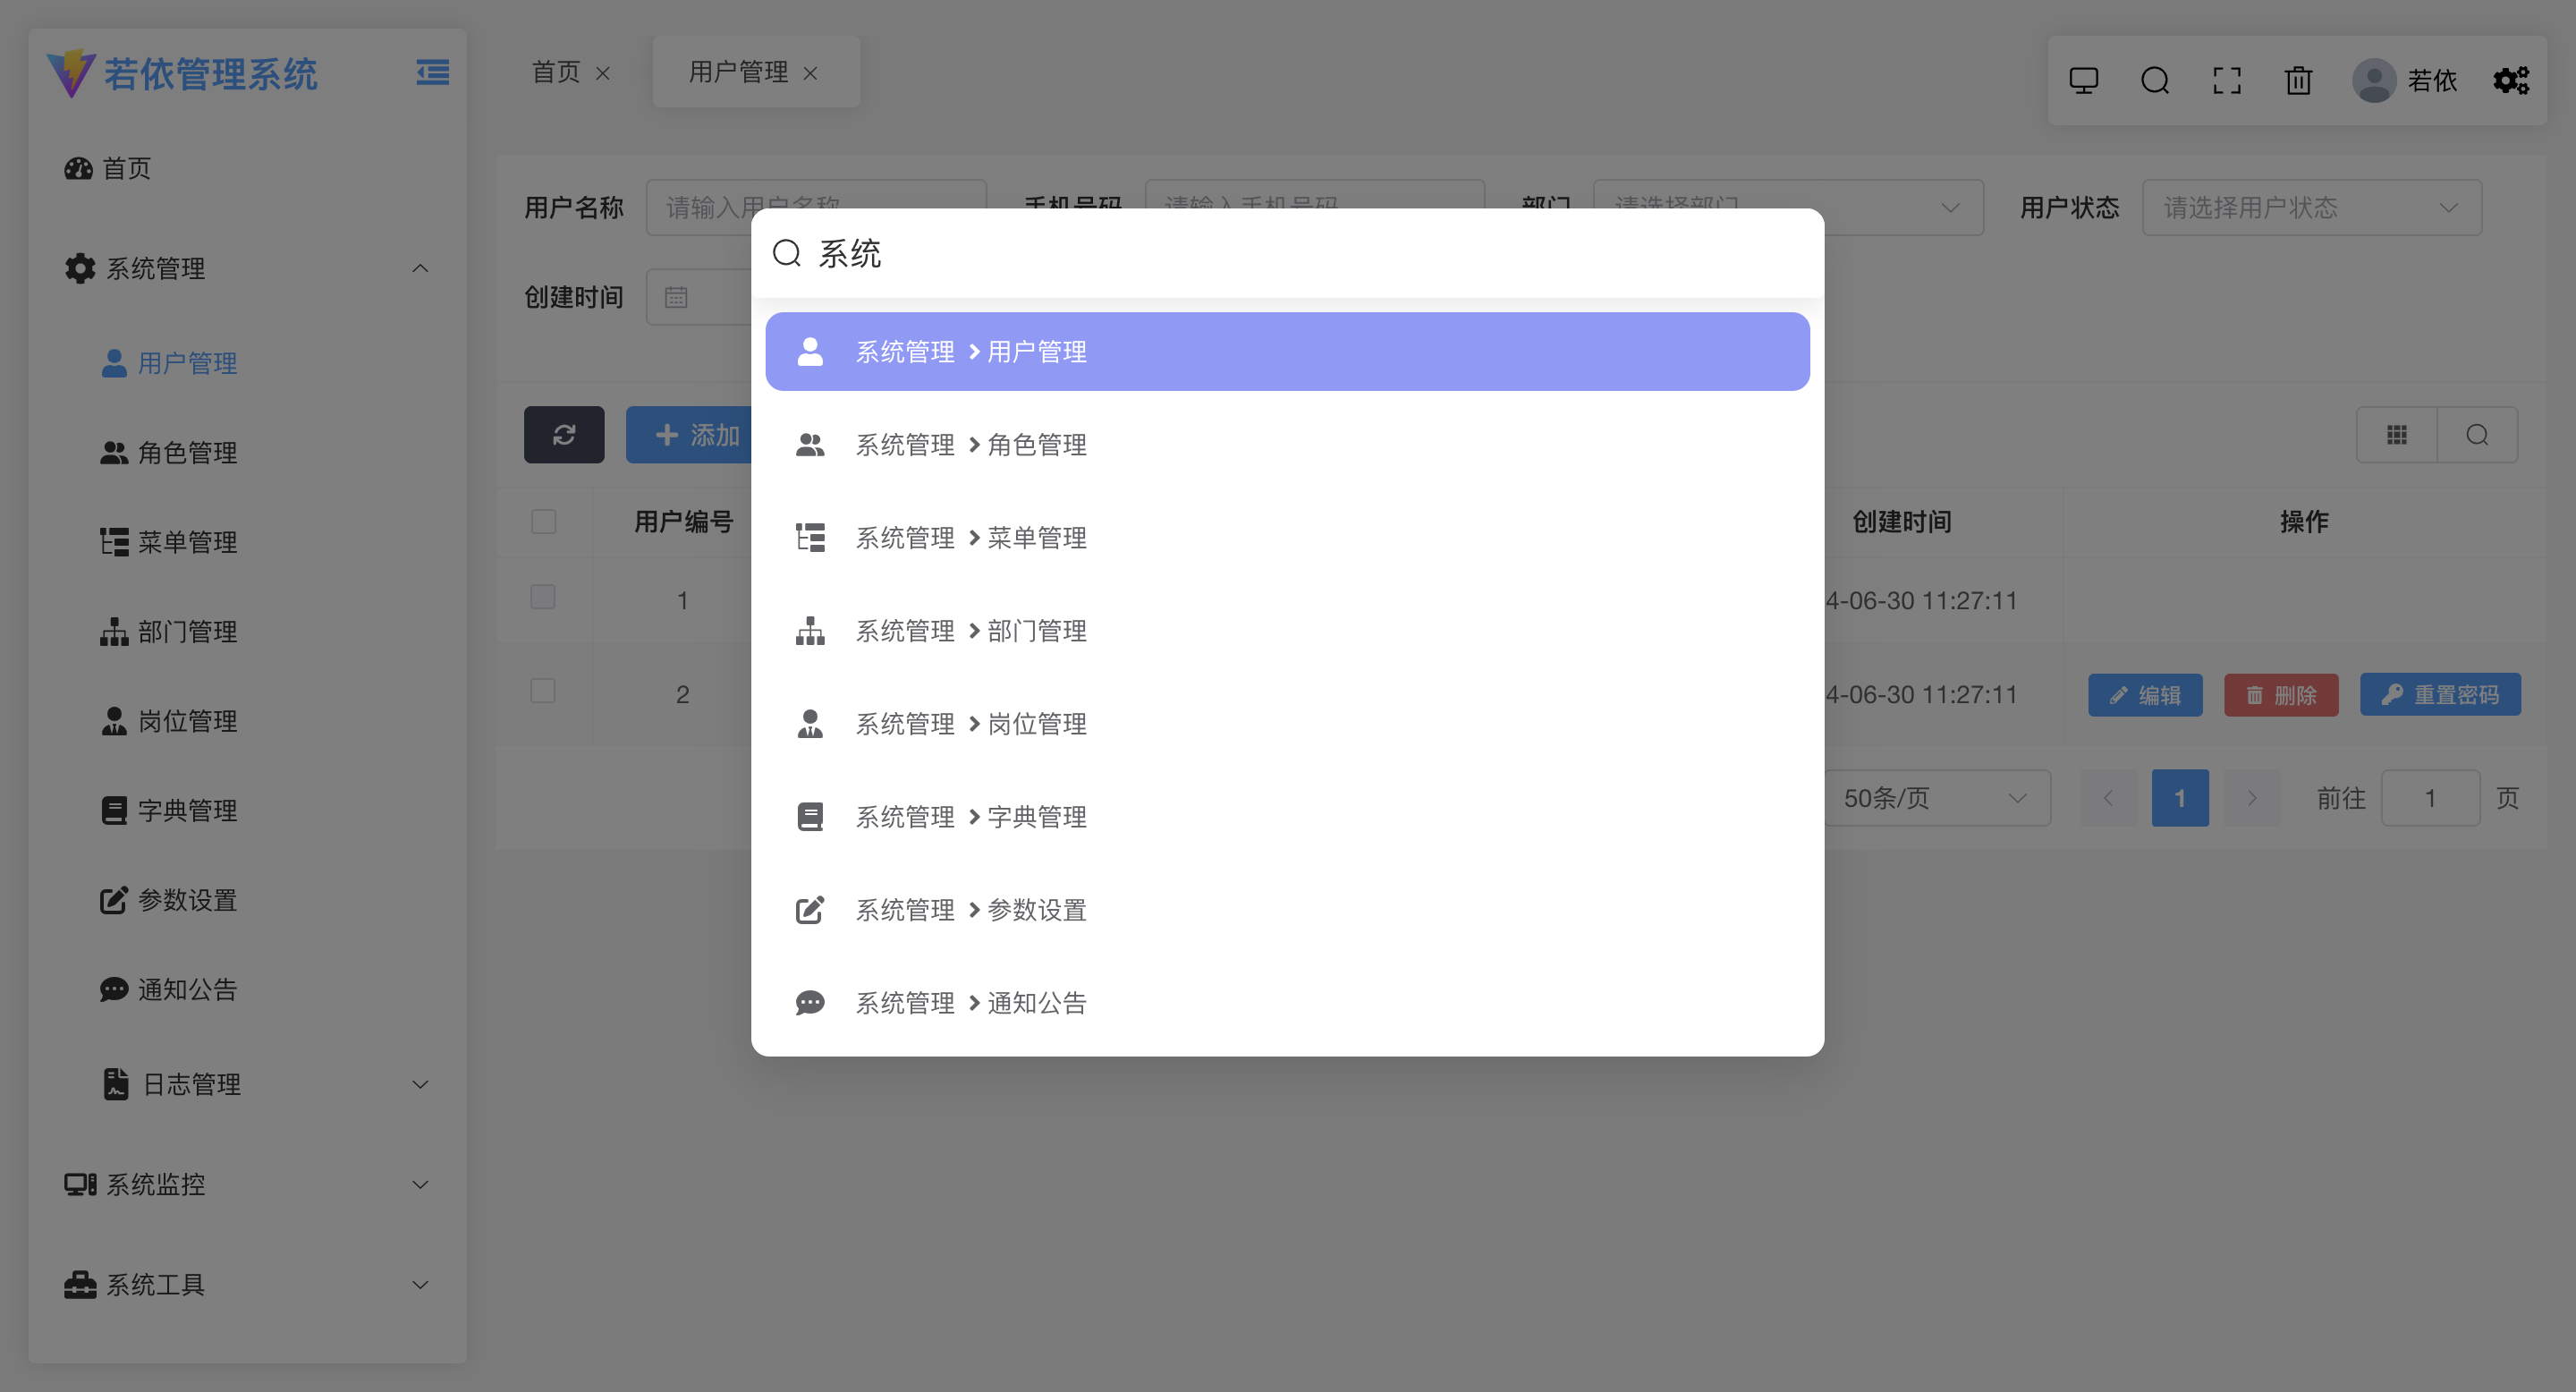 若依管理系统
首页
用户管理
若依
首页
系统管理
用户管理
角色管理
菜单管理
部门管理
岗位管理
字典管理
参数设置
通知公告
日志管理
系统监控
系统工具
用户名称 请输入用户名称 手机号码 请输入手机号码 部门 请选择部门 用户状态 请选择用户状态
创建时间
系统
系统管理 用户管理
系统管理 角色管理
系统管理 菜单管理
系统管理 部门管理
系统管理 岗位管理
系统管理 字典管理
系统管理 参数设置
系统管理 通知公告
添加
用户编号 创建时间 操作
1 4-06-30 11:27:11
2 4-06-30 11:27:11 编辑 删除 重置密码
50条/页 1 前往 1 页